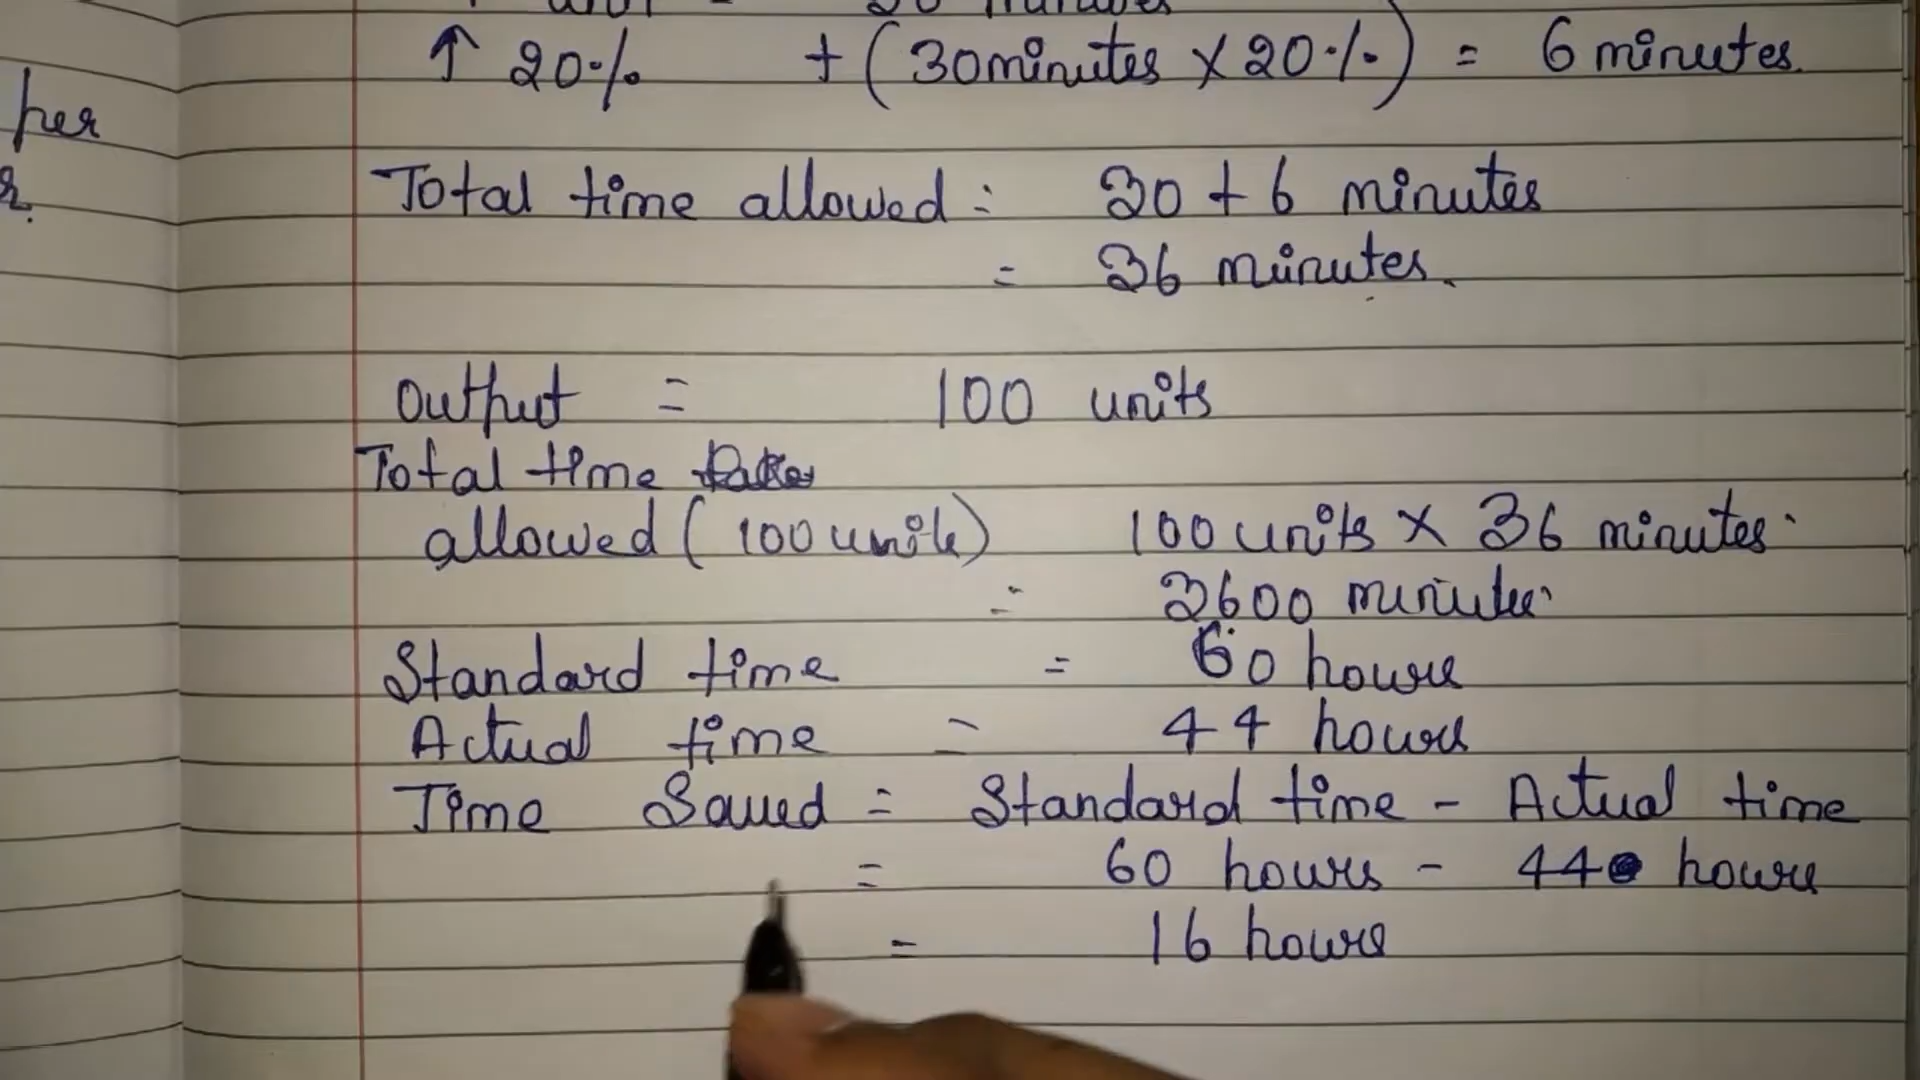 ↑ 20% + (30minutes × 20%) = 6 minutes.
per
Total time allowed = 30 + 6 minutes
= 36 minutes.
Output = 100 units
Total time
allowed (100 units) 100 units × 36 minutes
= 3600 minutes
Standard time = 60 hours
Actual time = 44 hours
Time Saved = Standard time - Actual time
= 60 hours - 44 hours
= 16 hours